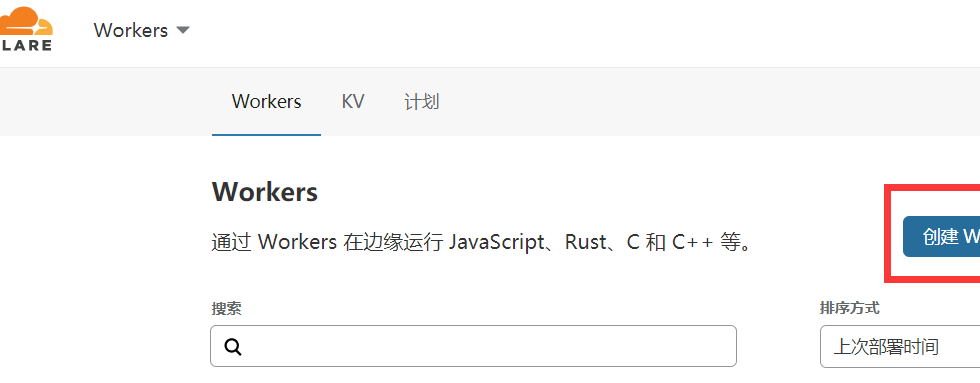 LARE
Workers
Workers KV 计划
Workers
通过 Workers 在边缘运行 JavaScript、Rust、C 和 C++ 等。
创建 W
搜索
排序方式
上次部署时间